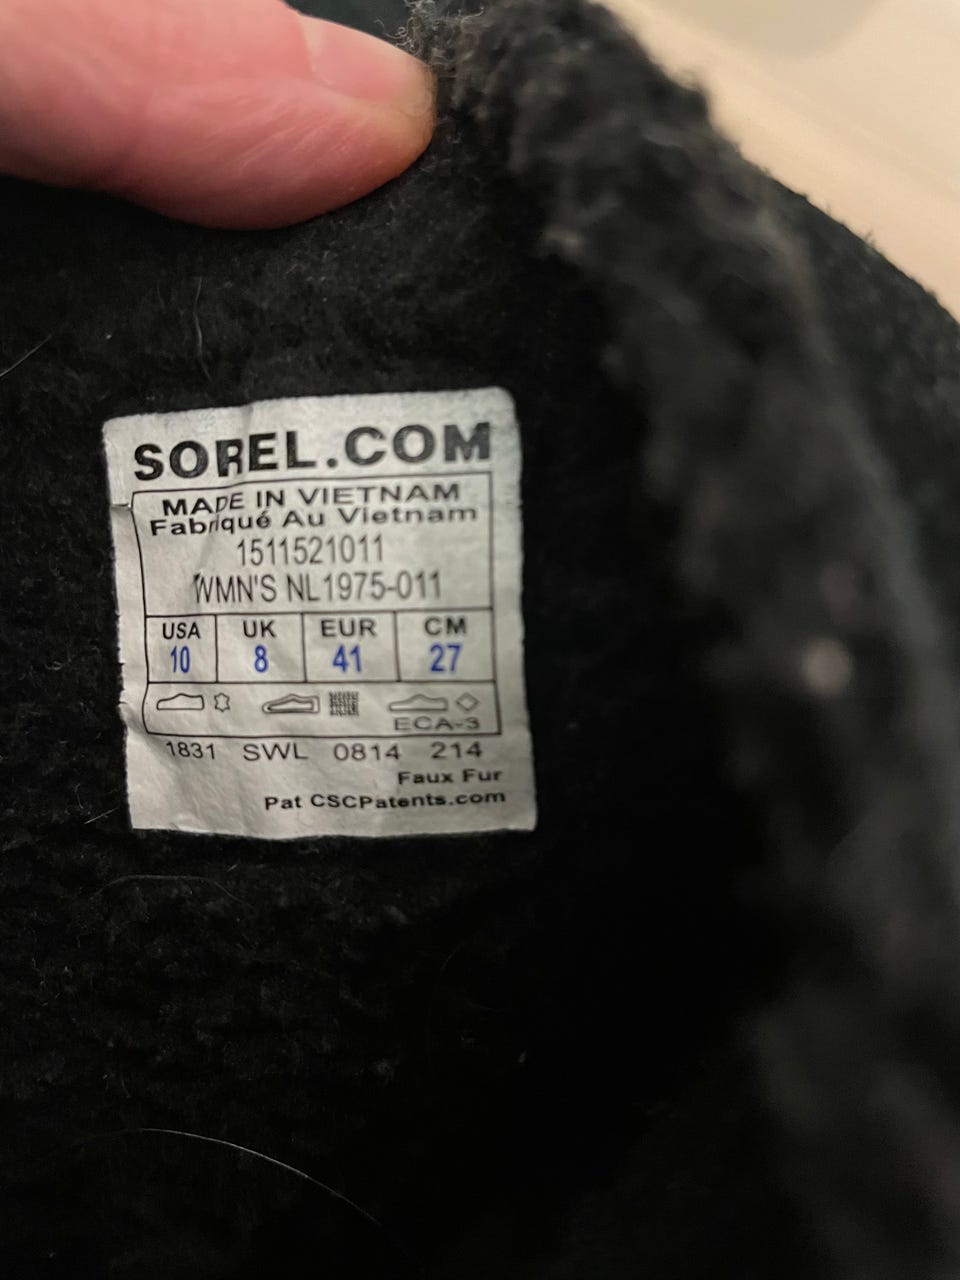 SOREL.COM
MADE IN VIETNAM
Fabriqué Au Vietnam
1511521011
WMN'S NL1975-011
USA UK EUR CM
10 8 41 27
ECA-3
1831 SWL 0814 214
Faux Fur
Pat CSCPatents.com